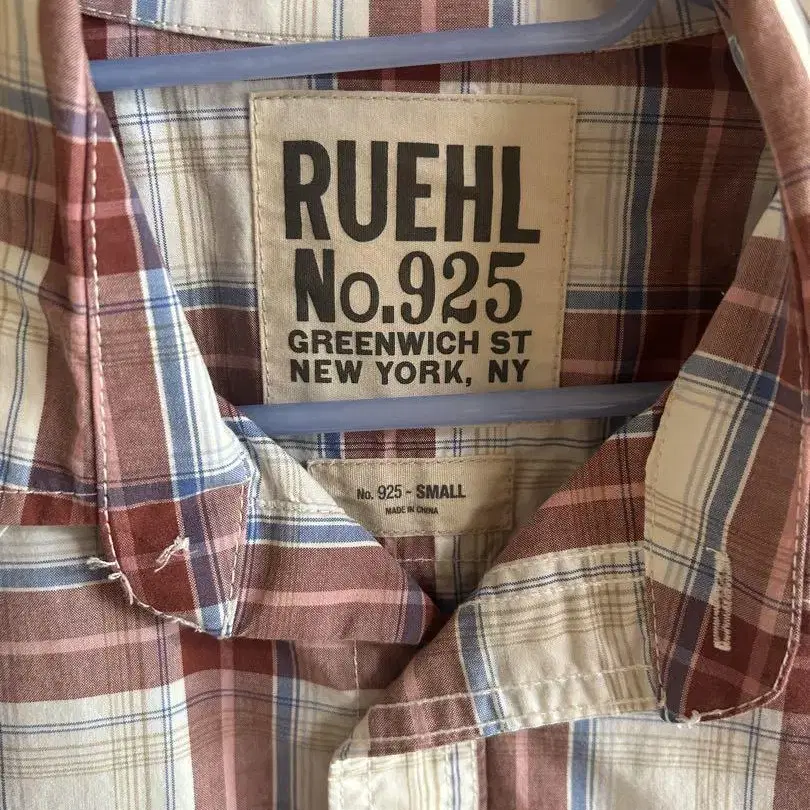 RUEHL
No.925
GREENWICH ST
NEW YORK, NY
No. 925 - SMALL
MADE IN CHINA